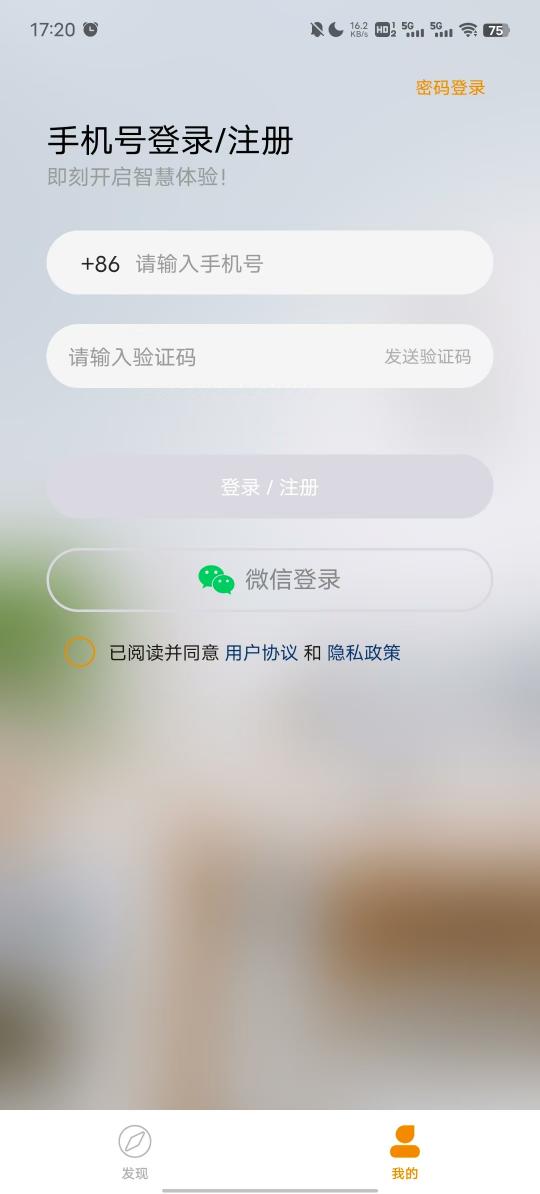 17:20
16.2 KB/s HD 1 2 5G 5G 75
密码登录
手机号登录/注册
即刻开启智慧体验!
+86 请输入手机号
请输入验证码 发送验证码
登录 / 注册
微信登录
已阅读并同意 用户协议 和 隐私政策
发现 我的